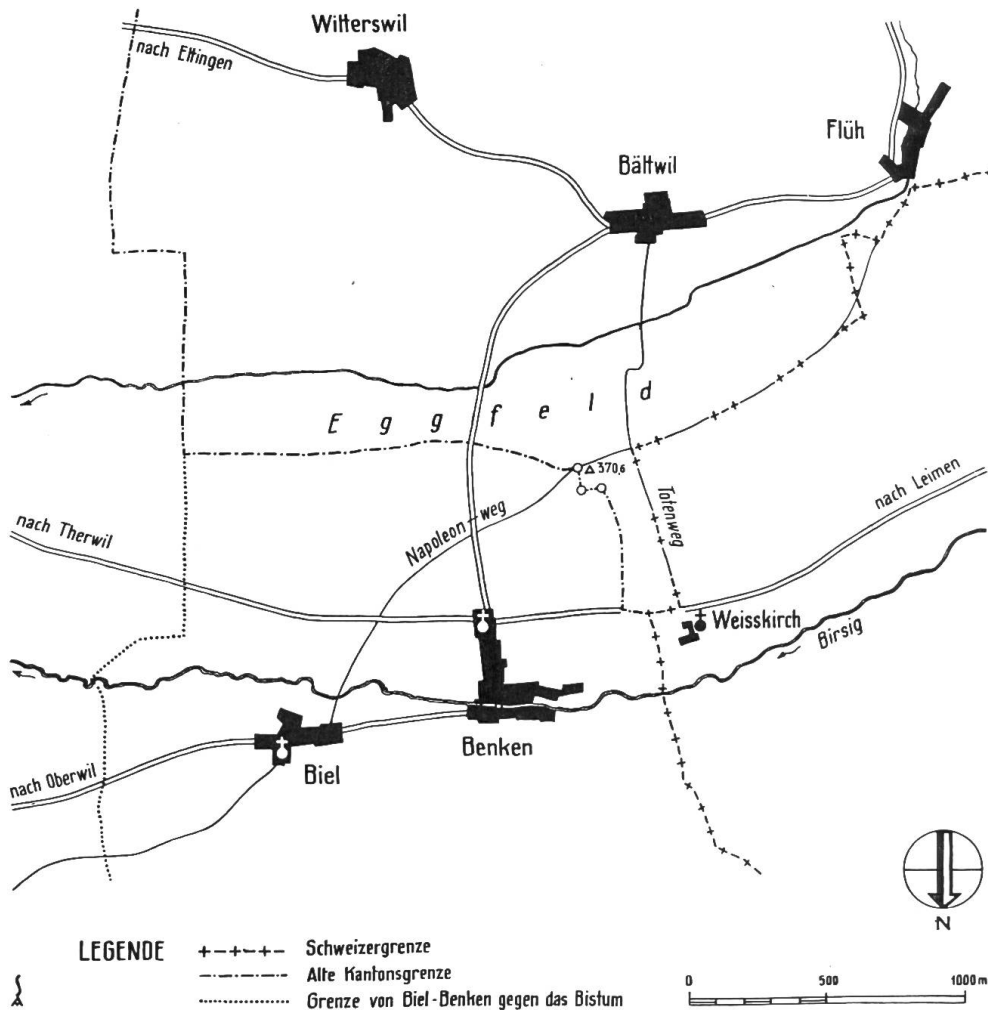 Witterswil
nach Ettingen
Flüh
Bättwil
Eggfeld
△ 370,6
nach Therwil
Napoleon-weg
Totenweg
nach Leimen
Weisskirch
Birsig
Benken
Biel
nach Oberwil
N
LEGENDE
Schweizergrenze
Alte Kantonsgrenze
Grenze von Biel-Benken gegen das Bistum
0 500 1000 m